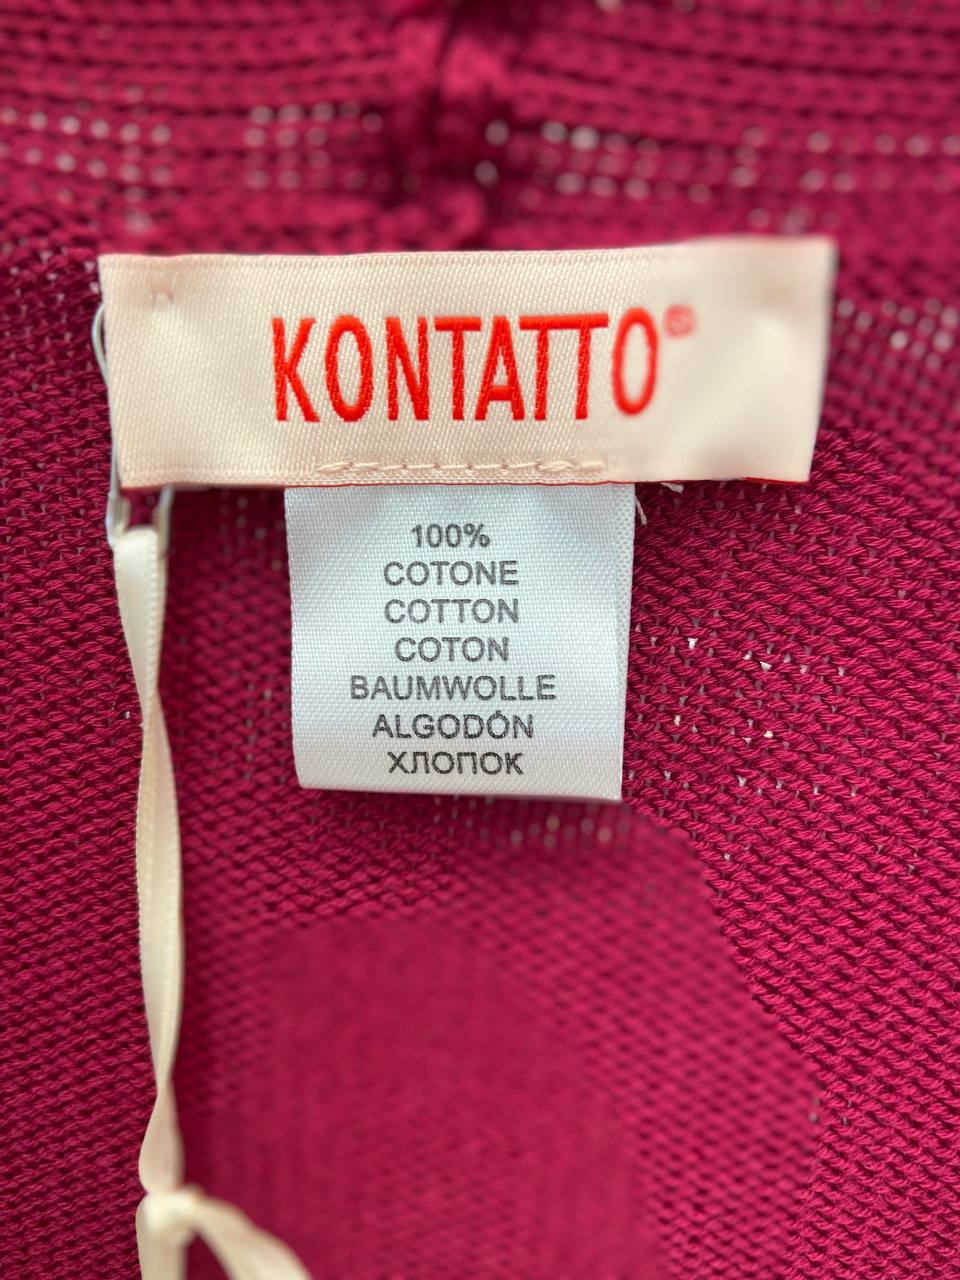 KONTATTO®
100%
COTONE
COTTON
COTON
BAUMWOLLE
ALGODÓN
ХЛОПОК